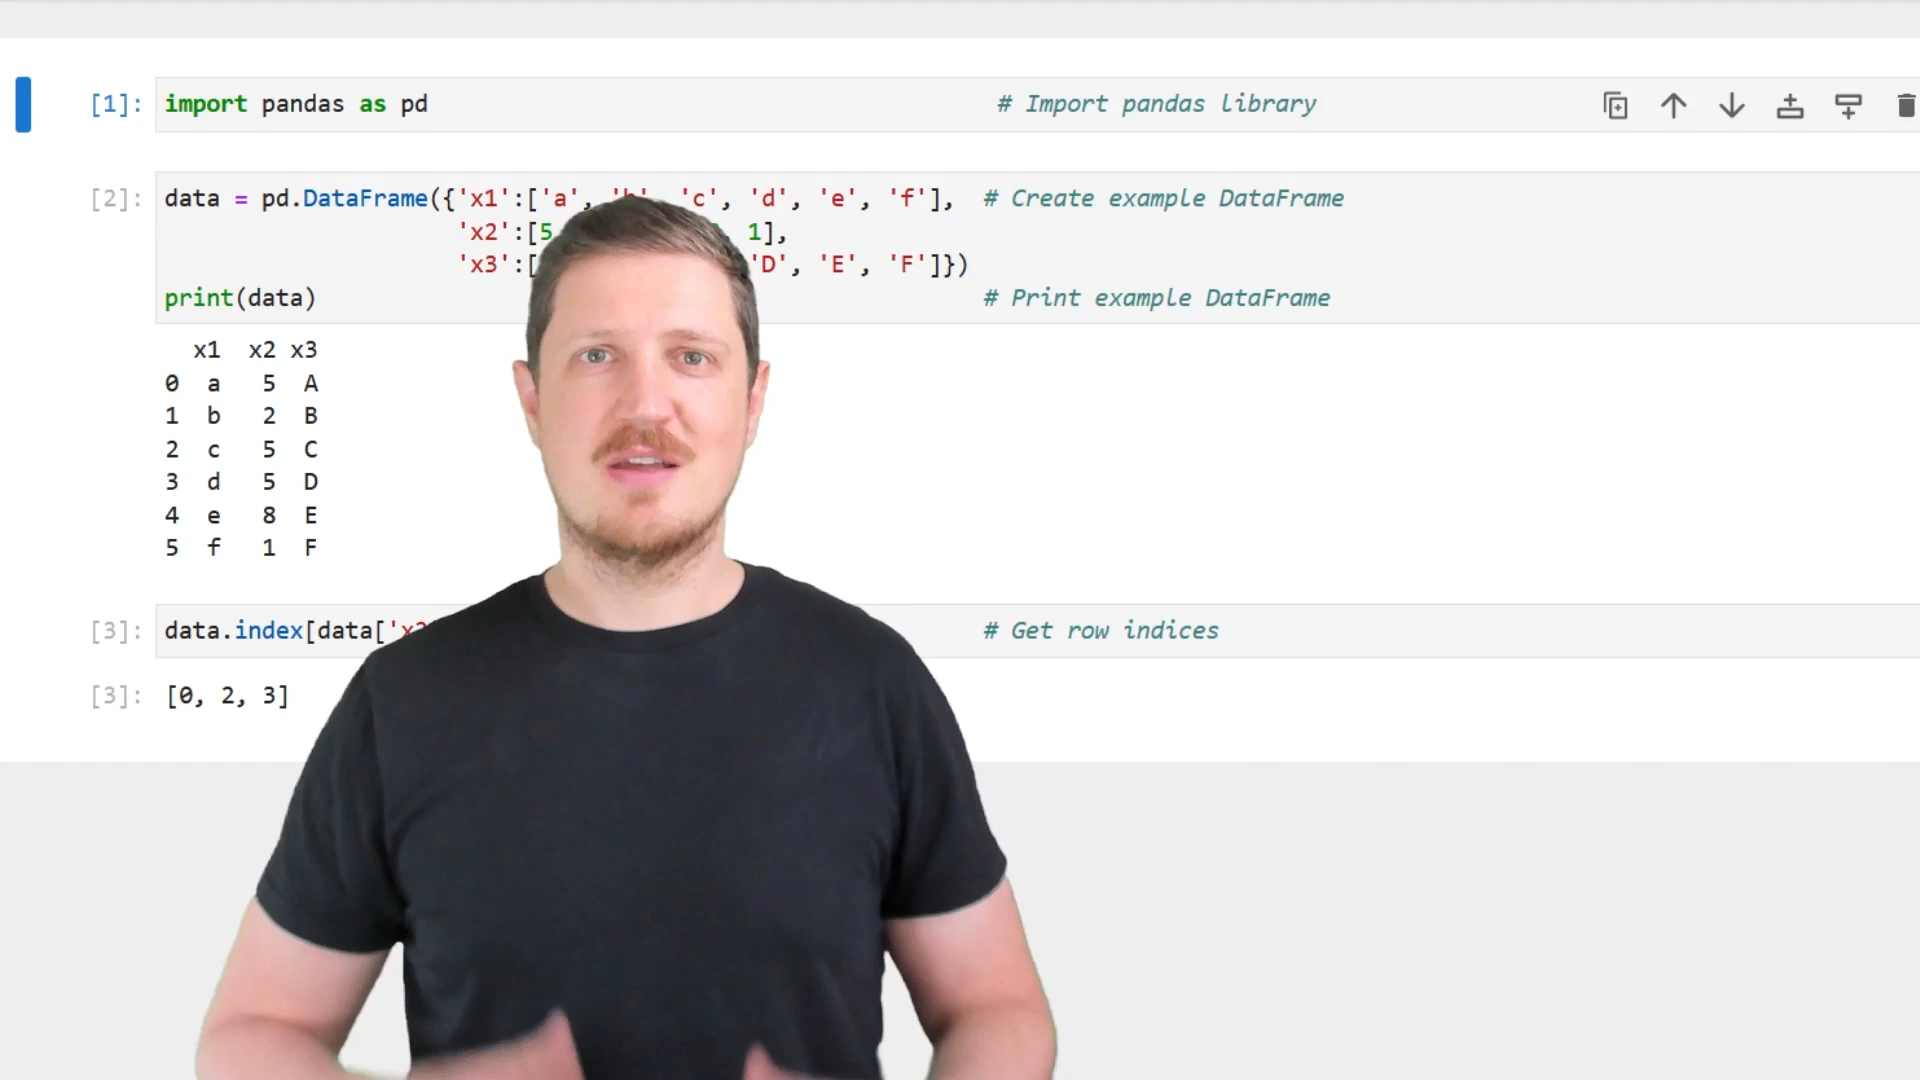 [1]: import pandas as pd # Import pandas library
[2]: data = pd.DataFrame({'x1':['a', 'b', 'c', 'd', 'e', 'f'], # Create example DataFrame
'x2':[5 1],
'x3':[ 'D', 'E', 'F']})
print(data) # Print example DataFrame
x1 x2 x3
0 a 5 A
1 b 2 B
2 c 5 C
3 d 5 D
4 e 8 E
5 f 1 F
[3]: data.index[data['x2 # Get row indices
[3]: [0, 2, 3]